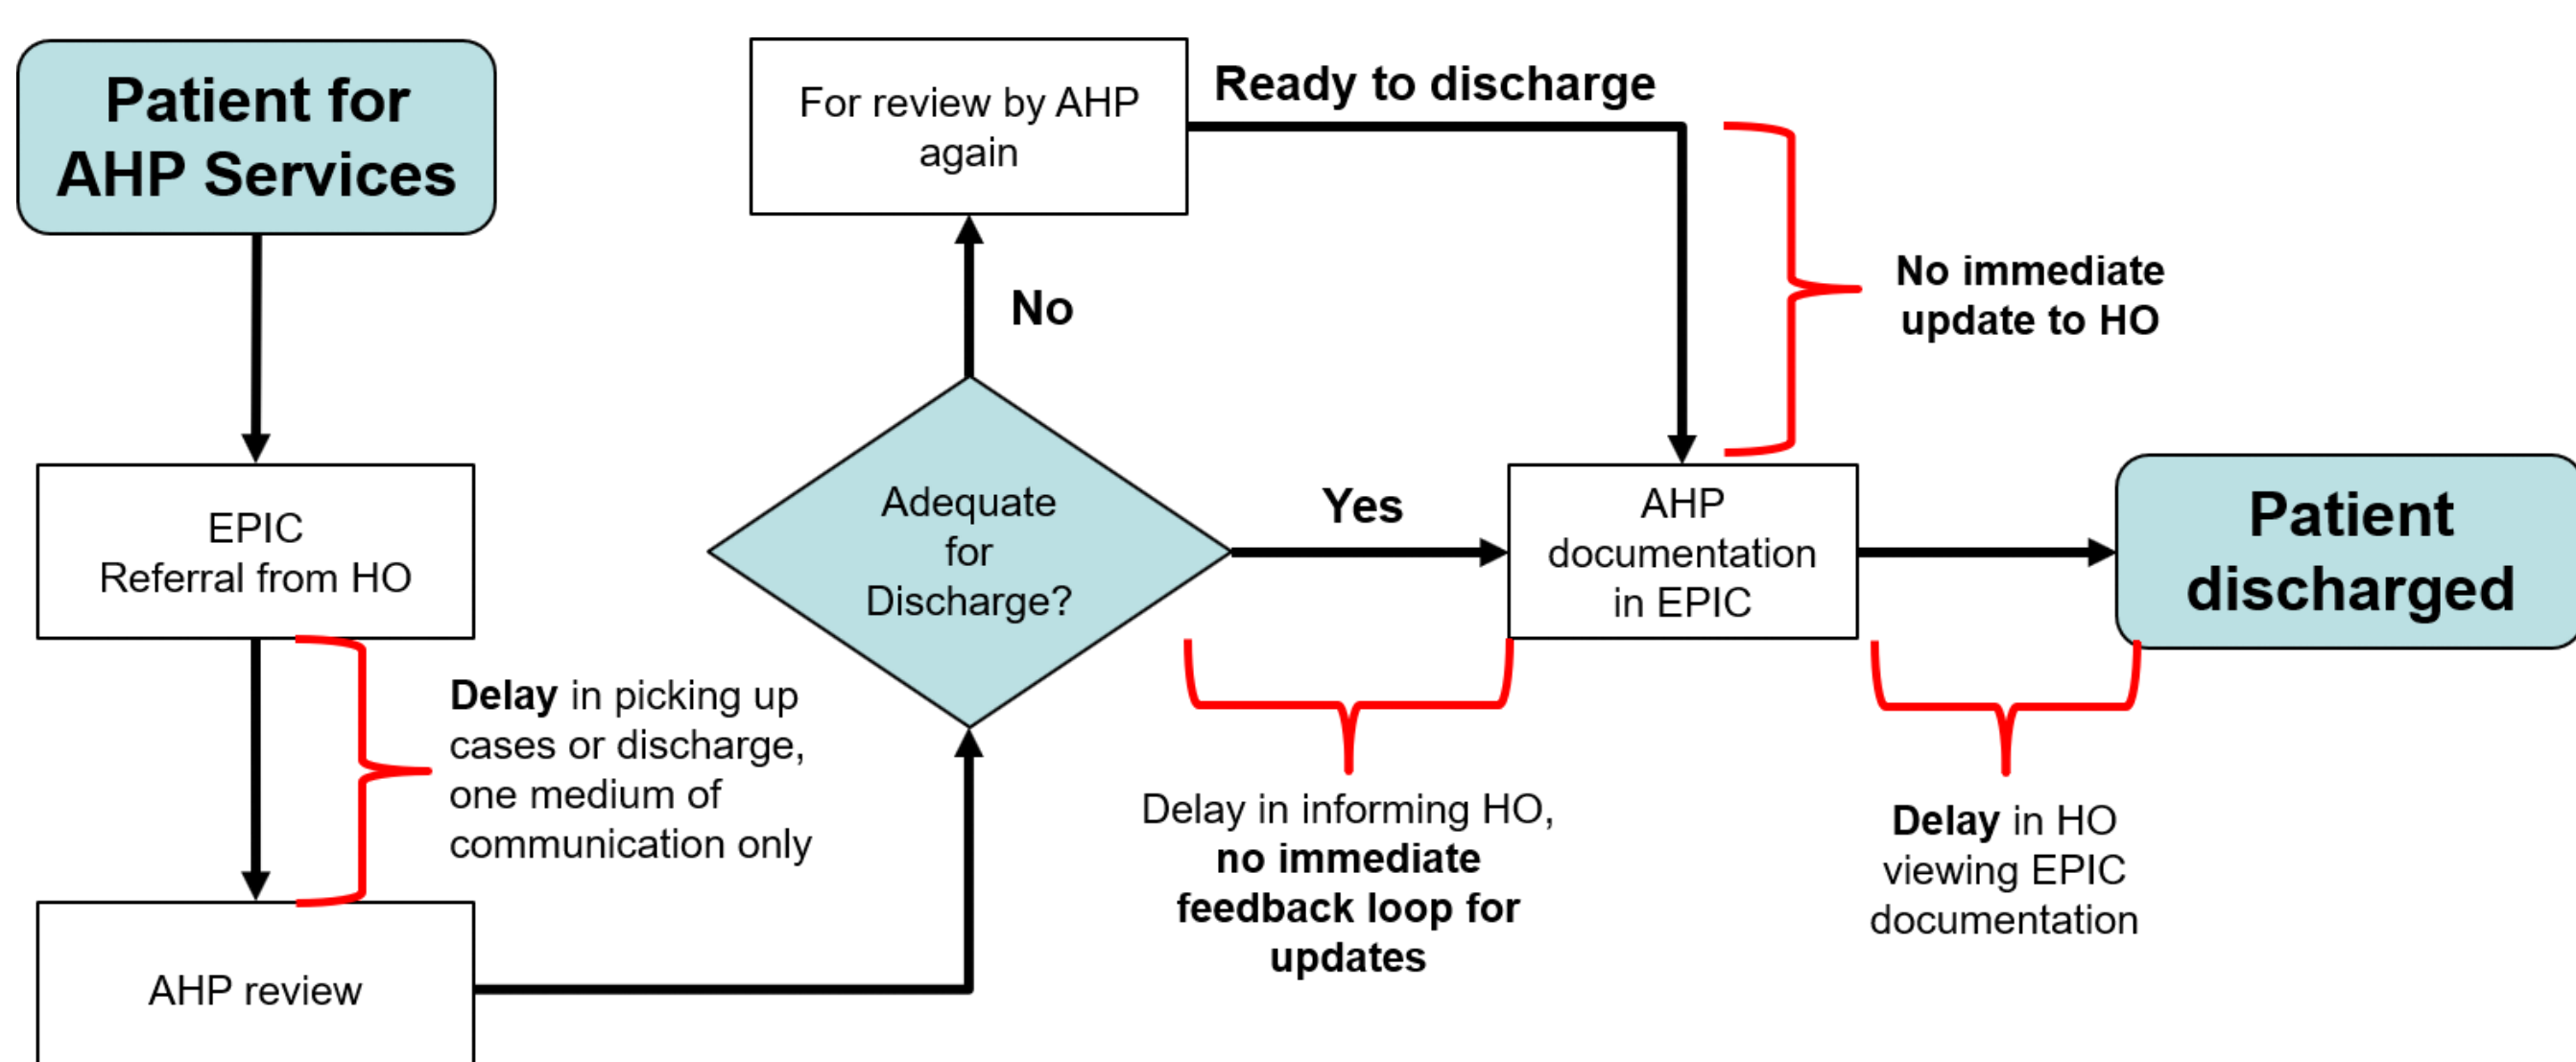 Patient for
AHP Services
EPIC
Referral from HO
Delay in picking up
cases or discharge,
one medium of
communication only
AHP review
For review by AHP
again
Ready to discharge
No
Adequate
for
Discharge?
Yes
No immediate
update to HO
AHP
documentation
in EPIC
Delay in informing HO,
no immediate
feedback loop for
updates
Patient
discharged
Delay in HO
viewing EPIC
documentation